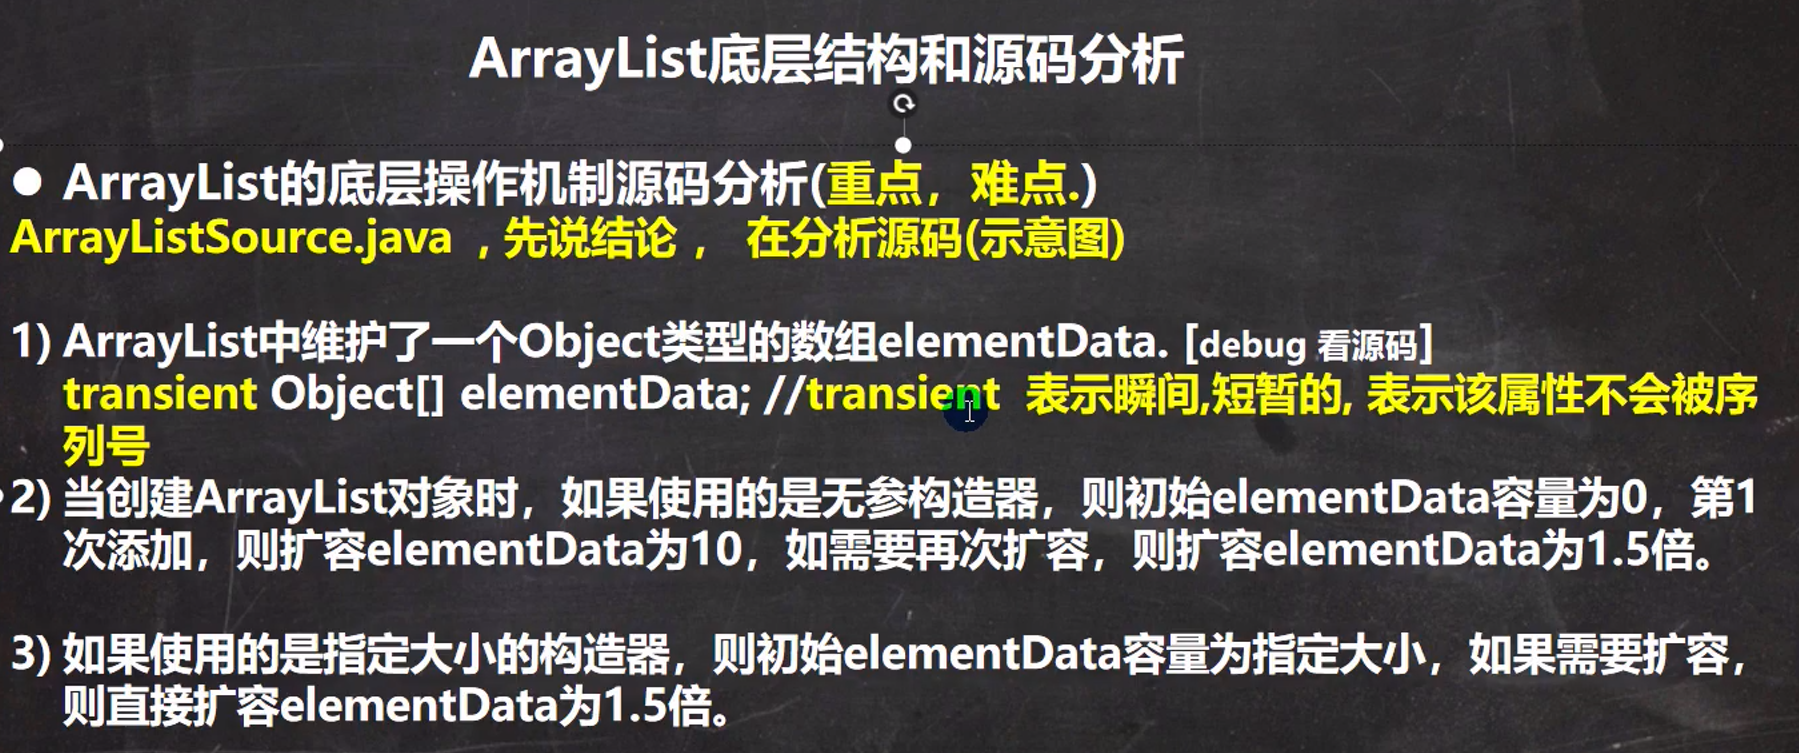 ArrayList底层结构和源码分析
● ArrayList的底层操作机制源码分析(重点，难点.)
ArrayListSource.java ，先说结论， 在分析源码(示意图)
1) ArrayList中维护了一个Object类型的数组elementData. [debug 看源码]
transient Object[] elementData; //transient 表示瞬间,短暂的, 表示该属性不会被序
列号
2) 当创建ArrayList对象时，如果使用的是无参构造器，则初始elementData容量为0，第1
次添加，则扩容elementData为10，如需要再次扩容，则扩容elementData为1.5倍。
3) 如果使用的是指定大小的构造器，则初始elementData容量为指定大小，如果需要扩容，
则直接扩容elementData为1.5倍。